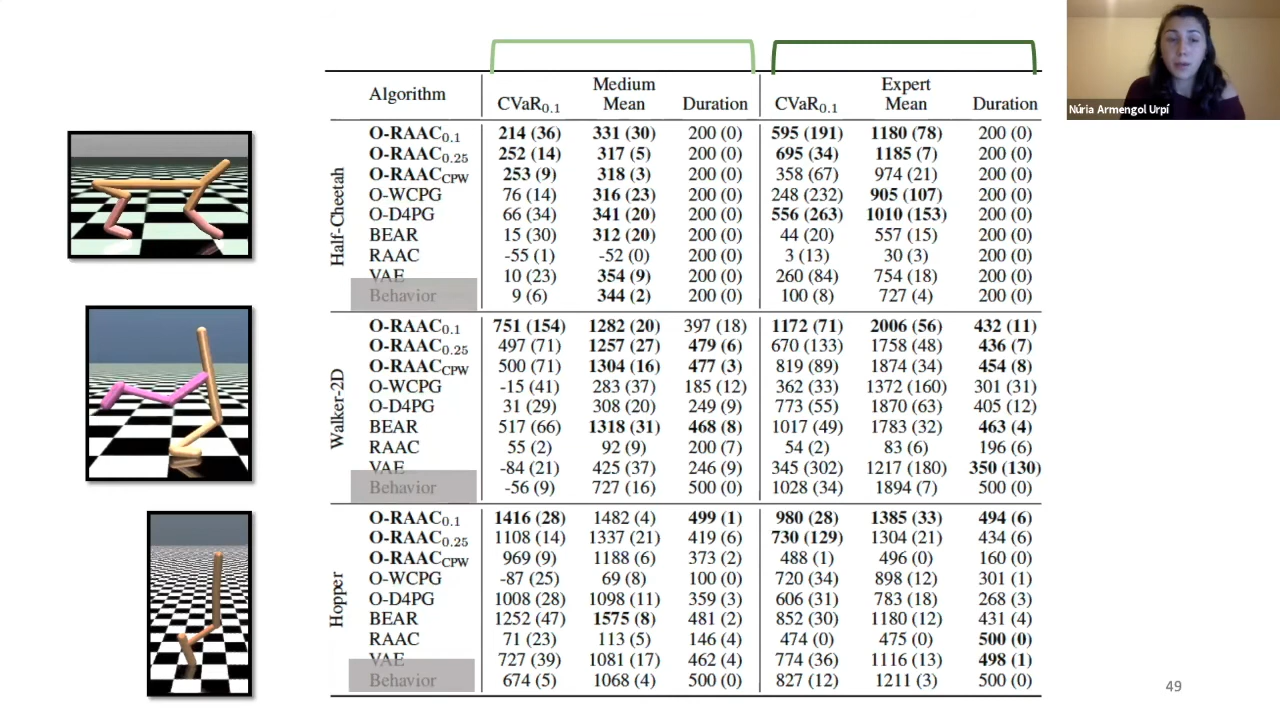 Núria Armengol Urpí
Medium Expert
Algorithm CVaR0.1 Mean Duration CVaR0.1 Mean Duration
Half-Cheetah
O-RAAC0.1 214 (36) 331 (30) 200 (0) 595 (191) 1180 (78) 200 (0)
O-RAAC0.25 252 (14) 317 (5) 200 (0) 695 (34) 1185 (7) 200 (0)
O-RAACCPW 253 (9) 318 (3) 200 (0) 358 (67) 974 (21) 200 (0)
O-WCPG 76 (14) 316 (23) 200 (0) 248 (232) 905 (107) 200 (0)
O-D4PG 66 (34) 341 (20) 200 (0) 556 (263) 1010 (153) 200 (0)
BEAR 15 (30) 312 (20) 200 (0) 44 (20) 557 (15) 200 (0)
RAAC -55 (1) -52 (0) 200 (0) 3 (13) 30 (3) 200 (0)
VAE 10 (23) 354 (9) 200 (0) 260 (84) 754 (18) 200 (0)
Behavior 9 (6) 344 (2) 200 (0) 100 (8) 727 (4) 200 (0)
Walker-2D
O-RAAC0.1 751 (154) 1282 (20) 397 (18) 1172 (71) 2006 (56) 432 (11)
O-RAAC0.25 497 (71) 1257 (27) 479 (6) 670 (133) 1758 (48) 436 (7)
O-RAACCPW 500 (71) 1304 (16) 477 (3) 819 (89) 1874 (34) 454 (8)
O-WCPG -15 (41) 283 (37) 185 (12) 362 (33) 1372 (160) 301 (31)
O-D4PG 31 (29) 308 (20) 249 (9) 773 (55) 1870 (63) 405 (12)
BEAR 517 (66) 1318 (31) 468 (8) 1017 (49) 1783 (32) 463 (4)
RAAC 55 (2) 92 (9) 200 (7) 54 (2) 83 (6) 196 (6)
VAE -84 (21) 425 (37) 246 (9) 345 (302) 1217 (180) 350 (130)
Behavior -56 (9) 727 (16) 500 (0) 1028 (34) 1894 (7) 500 (0)
Hopper
O-RAAC0.1 1416 (28) 1482 (4) 499 (1) 980 (28) 1385 (33) 494 (6)
O-RAAC0.25 1108 (14) 1337 (21) 419 (6) 730 (129) 1304 (21) 434 (6)
O-RAACCPW 969 (9) 1188 (6) 373 (2) 488 (1) 496 (0) 160 (0)
O-WCPG -87 (25) 69 (8) 100 (0) 720 (34) 898 (12) 301 (1)
O-D4PG 1008 (28) 1098 (11) 359 (3) 606 (31) 783 (18) 268 (3)
BEAR 1252 (47) 1575 (8) 481 (2) 852 (30) 1180 (12) 431 (4)
RAAC 71 (23) 113 (5) 146 (4) 474 (0) 475 (0) 500 (0)
VAE 727 (39) 1081 (17) 462 (4) 774 (36) 1116 (13) 498 (1)
Behavior 674 (5) 1068 (4) 500 (0) 827 (12) 1211 (3) 500 (0)
49